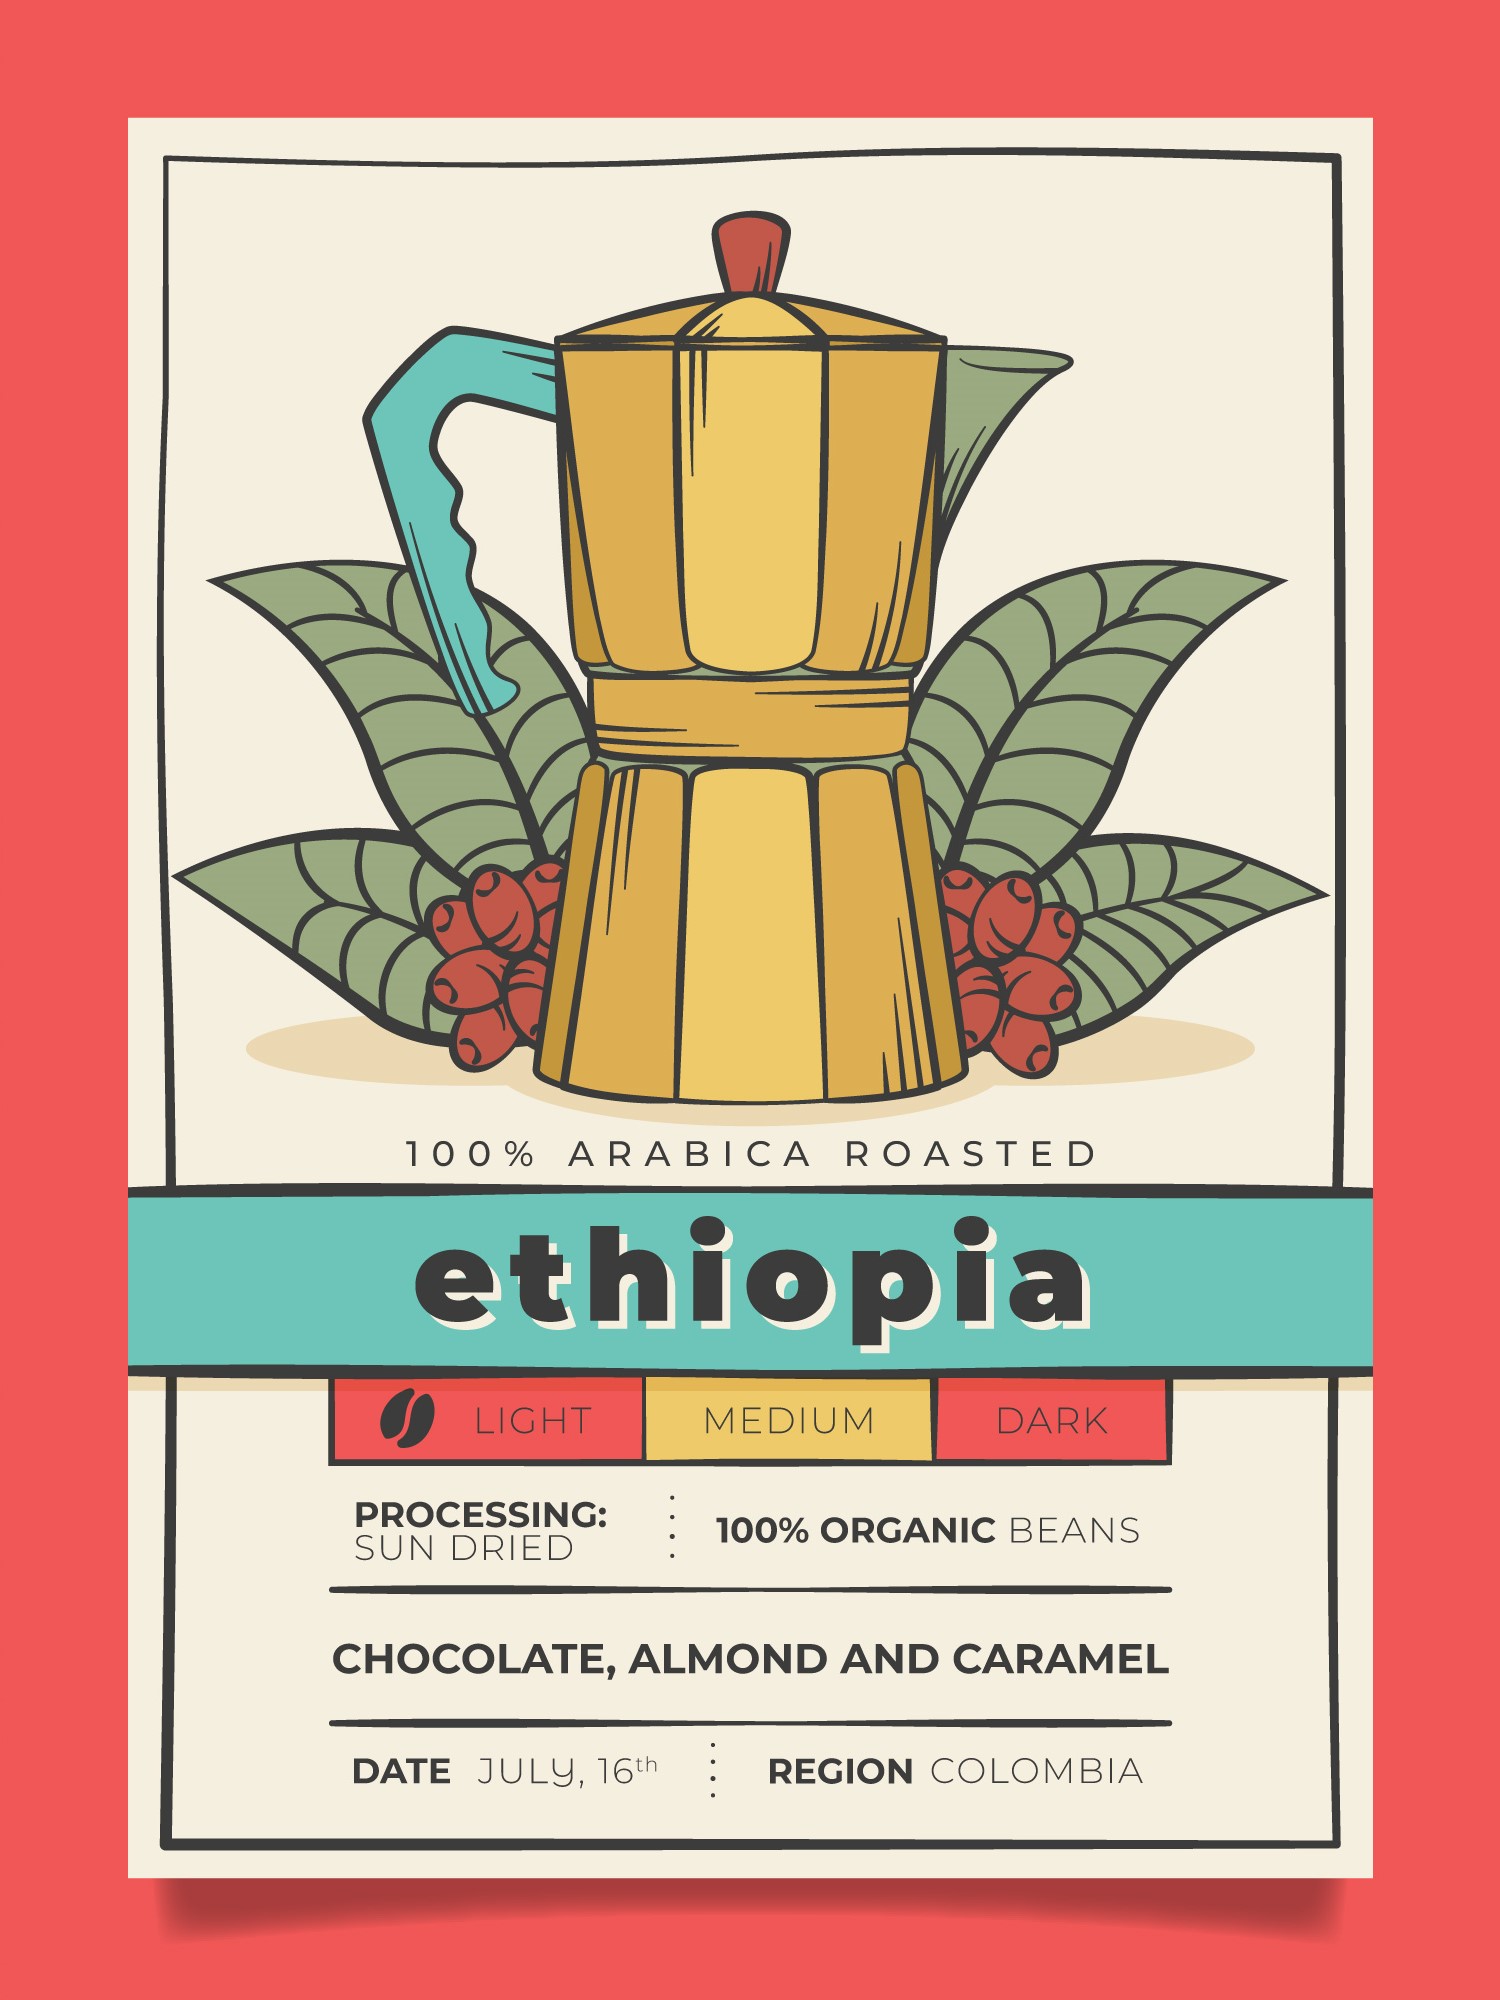 100% ARABICA ROASTED
ethiopia
LIGHT MEDIUM DARK
PROCESSING:
SUN DRIED
100% ORGANIC BEANS
CHOCOLATE, ALMOND AND CARAMEL
DATE JULY, 16th REGION COLOMBIA